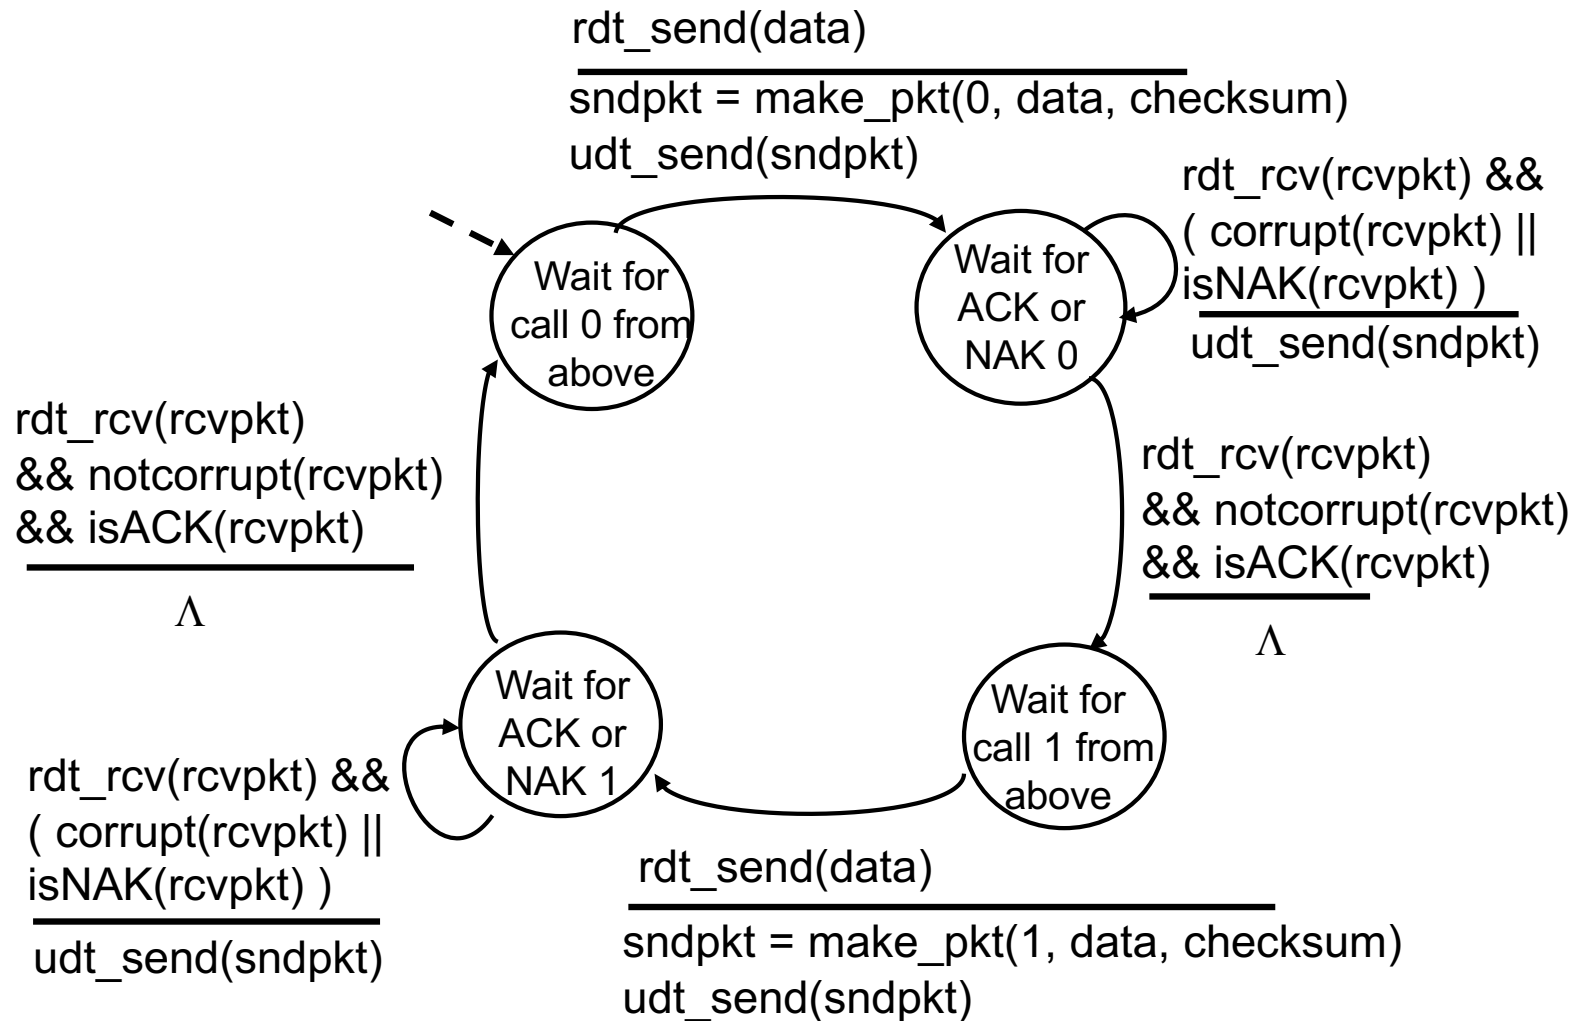 rdt_send(data)
sndpkt = make_pkt(0, data, checksum)
udt_send(sndpkt)
rdt_rcv(rcvpkt) &&
( corrupt(rcvpkt) ||
isNAK(rcvpkt) )
udt_send(sndpkt)
Wait for
call 0 from
above
Wait for
ACK or
NAK 0
rdt_rcv(rcvpkt)
&& notcorrupt(rcvpkt)
&& isACK(rcvpkt)
Λ
rdt_rcv(rcvpkt)
&& notcorrupt(rcvpkt)
&& isACK(rcvpkt)
Λ
Wait for
ACK or
NAK 1
Wait for
call 1 from
above
rdt_rcv(rcvpkt) &&
( corrupt(rcvpkt) ||
isNAK(rcvpkt) )
udt_send(sndpkt)
rdt_send(data)
sndpkt = make_pkt(1, data, checksum)
udt_send(sndpkt)